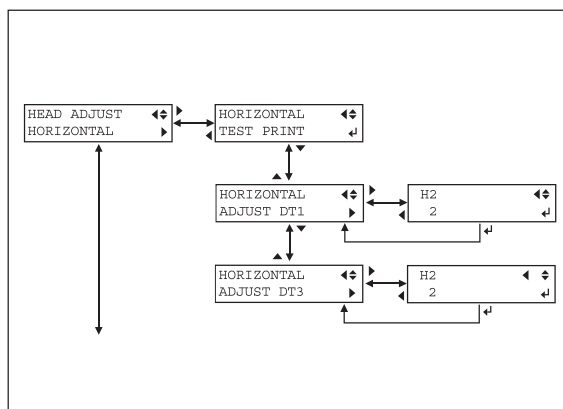 HEAD ADJUST
HORIZONTAL
HORIZONTAL
TEST PRINT
HORIZONTAL
ADJUST DT1
H2
2
HORIZONTAL
ADJUST DT3
H2
2